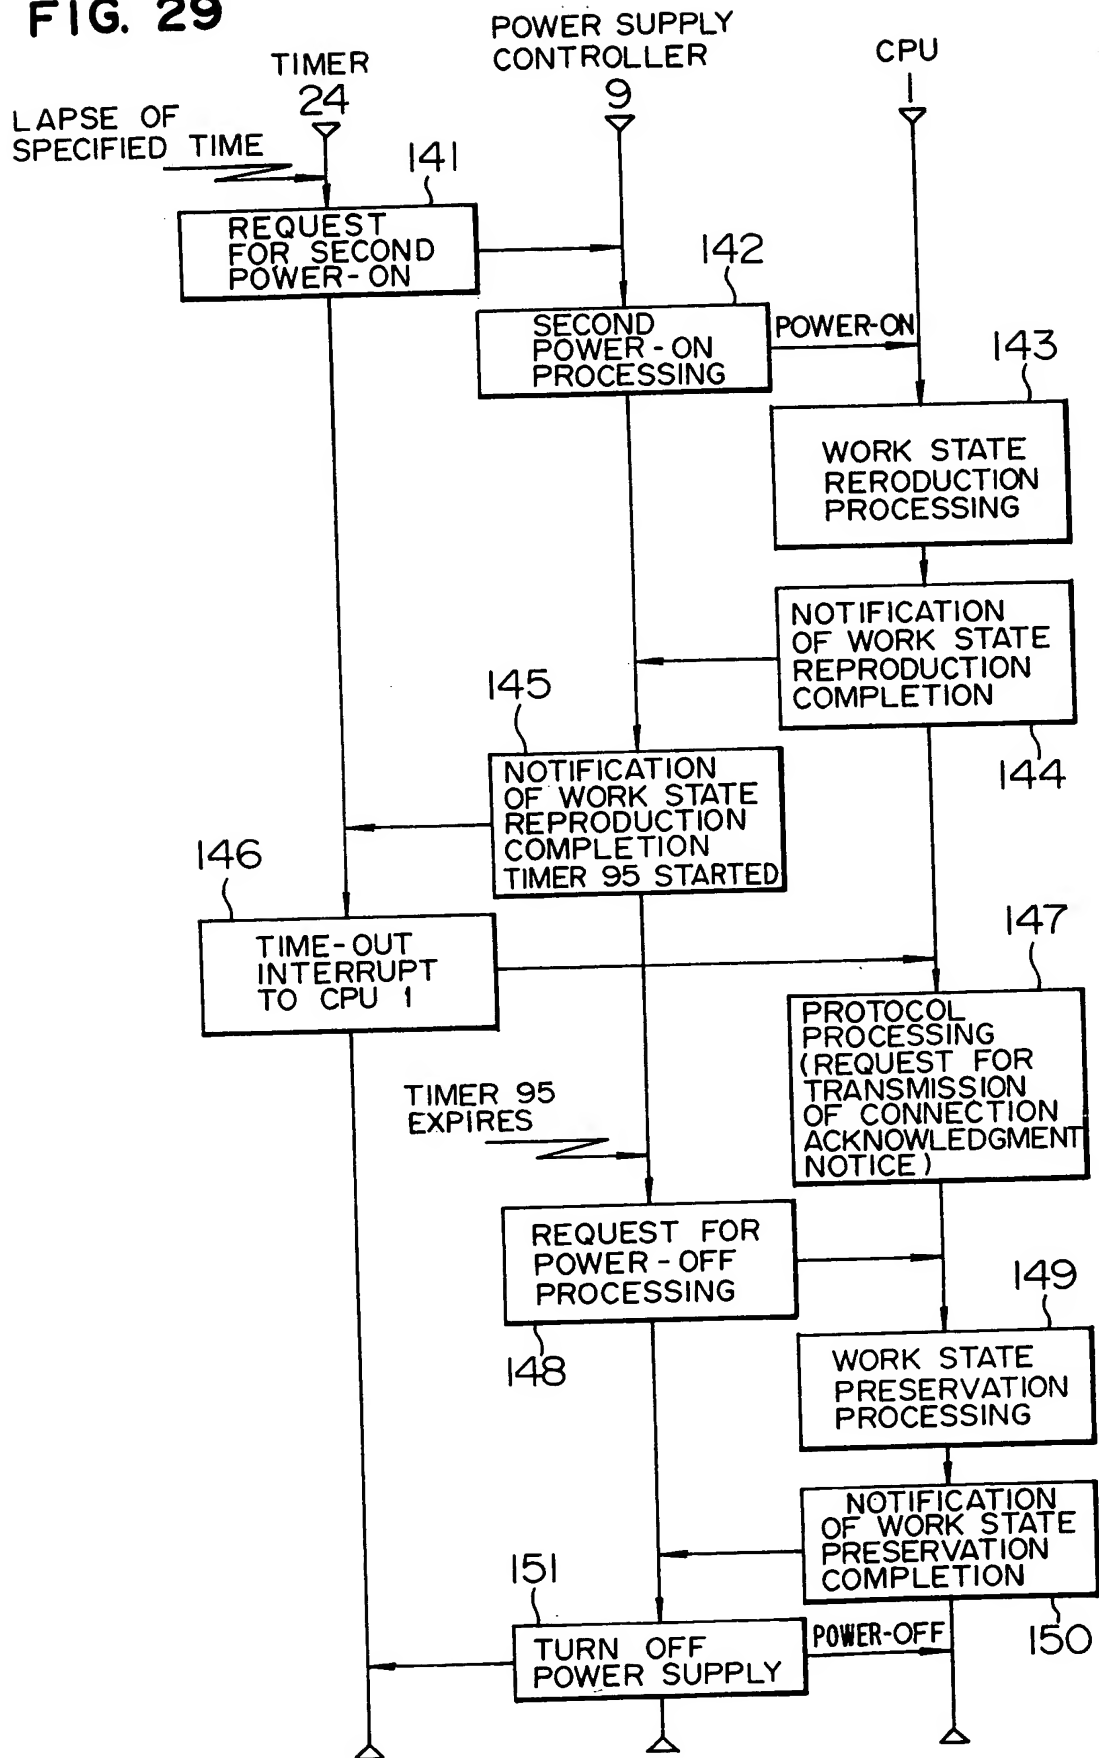 FIG. 29
TIMER
24
POWER SUPPLY
CONTROLLER
9
CPU
1
LAPSE OF
SPECIFIED TIME
141
REQUEST
FOR SECOND
POWER-ON
142
SECOND
POWER-ON
PROCESSING
POWER-ON
143
WORK STATE
RERODUCTION
PROCESSING
NOTIFICATION
OF WORK STATE
REPRODUCTION
COMPLETION
144
145
NOTIFICATION
OF WORK STATE
REPRODUCTION
COMPLETION
TIMER 95 STARTED
146
TIME-OUT
INTERRUPT
TO CPU 1
147
PROTOCOL
PROCESSING
(REQUEST FOR
TRANSMISSION
OF CONNECTION
ACKNOWLEDGMENT
NOTICE)
TIMER 95
EXPIRES
REQUEST FOR
POWER-OFF
PROCESSING
148
149
WORK STATE
PRESERVATION
PROCESSING
NOTIFICATION
OF WORK STATE
PRESERVATION
COMPLETION
150
151
TURN OFF
POWER SUPPLY
POWER-OFF